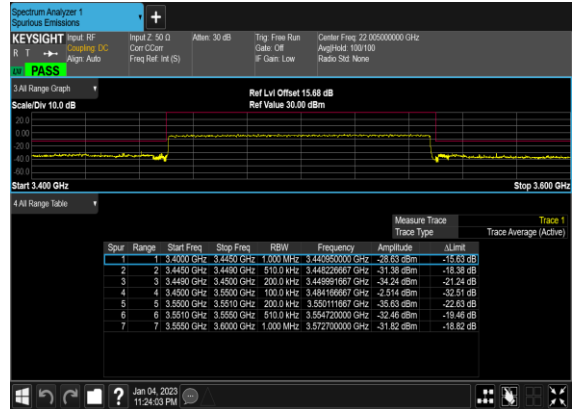 Spectrum Analyzer 1
Spurious Emissions
+
KEYSIGHT Input: RF Input Z: 50 Ω Atten: 30 dB Trig: Free Run Center Freq: 22.005000000 GHz
R T Coupling: DC Corr CCorr Gate: Off Avg|Hold: 100/100
Align: Auto Freq Ref: Int (S) IF Gain: Low Radio Std: None
PASS
3 All Range Graph
Ref Lvl Offset 15.68 dB
Scale/Div 10.0 dB Ref Value 30.00 dBm
20.0
0.00
-20.0
-40.0
-60.0
Start 3.400 GHz Stop 3.600 GHz
4 All Range Table
Measure Trace Trace 1
Trace Type Trace Average (Active)
Spur Range Start Freq Stop Freq RBW Frequency Amplitude ΔLimit
1 1 3.4000 GHz 3.4450 GHz 1.000 MHz 3.440950000 GHz -28.63 dBm -15.63 dB
2 2 3.4450 GHz 3.4490 GHz 510.0 kHz 3.448226667 GHz -31.38 dBm -18.38 dB
3 3 3.4490 GHz 3.4500 GHz 200.0 kHz 3.449991667 GHz -34.24 dBm -21.24 dB
4 4 3.4500 GHz 3.5500 GHz 100.0 kHz 3.484166667 GHz -2.514 dBm -32.51 dB
5 5 3.5500 GHz 3.5510 GHz 200.0 kHz 3.550111667 GHz -35.63 dBm -22.63 dB
6 6 3.5510 GHz 3.5550 GHz 510.0 kHz 3.554720000 GHz -32.46 dBm -19.46 dB
7 7 3.5550 GHz 3.6000 GHz 1.000 MHz 3.572700000 GHz -31.82 dBm -18.82 dB
? Jan 04, 2023
11:24:03 PM